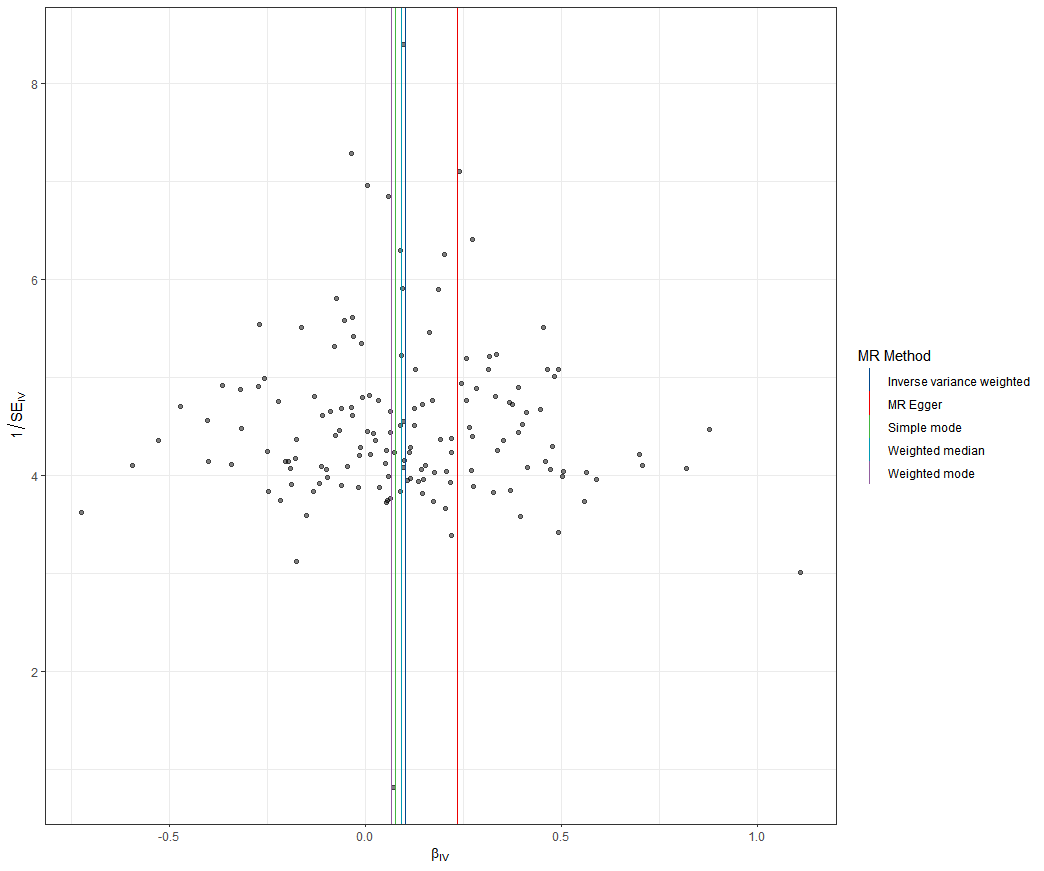 8
6
4
2
1/SE_IV
-0.5
0.0
0.5
1.0
β_IV
MR Method
Inverse variance weighted
MR Egger
Simple mode
Weighted median
Weighted mode